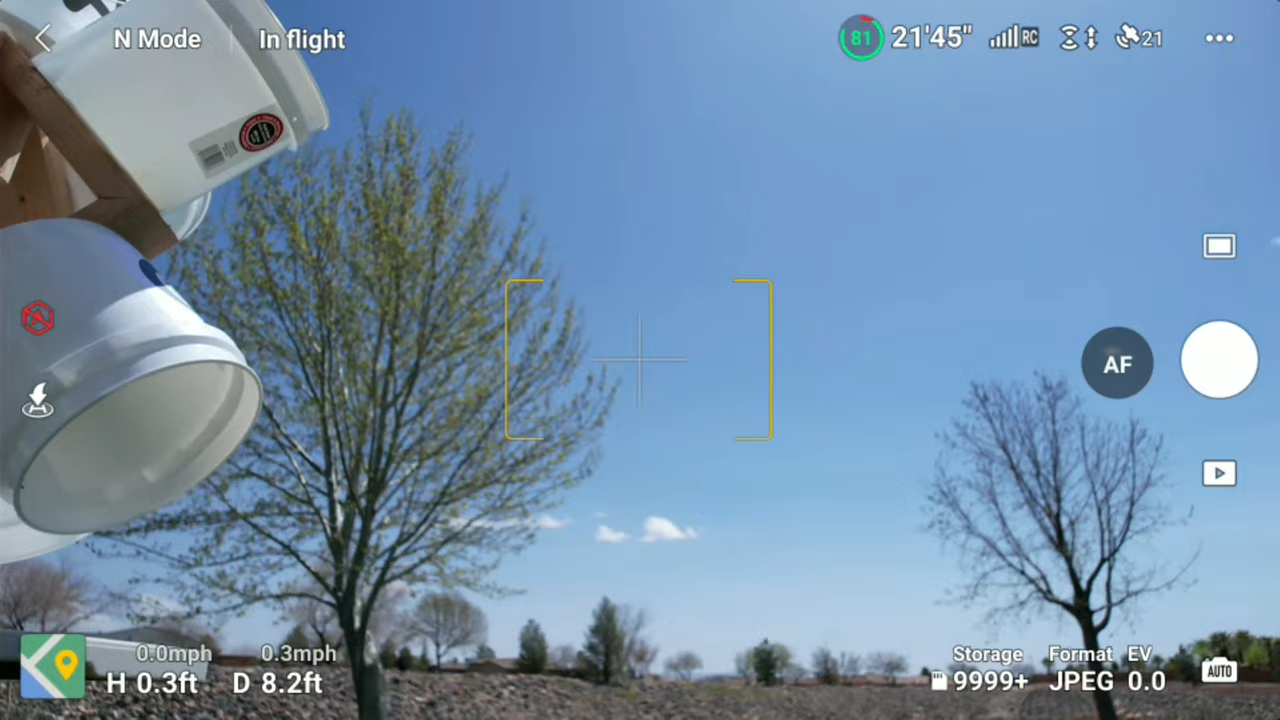 N Mode In flight
81 21'45" RC 21
AF
0.0mph 0.3mph
H 0.3ft D 8.2ft
Storage Format EV
9999+ JPEG 0.0
AUTO